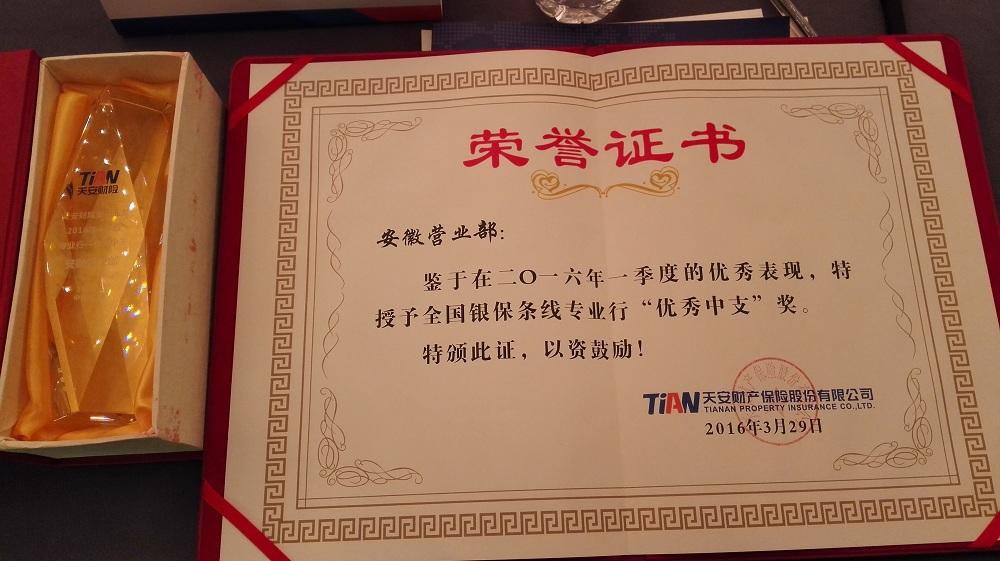 TiAN
天安财险
荣誉证书
安徽营业部：
鉴于在二〇一六年一季度的优秀表现，特
授予全国银保条线专业行“优秀中支”奖。
特颁此证，以资鼓励！
TiAN 天安财产保险股份有限公司
TIANAN PROPERTY INSURANCE CO.,LTD.
2016年3月29日